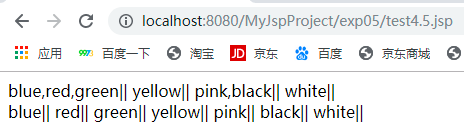 localhost:8080/MyJspProject/exp05/test4.5.jsp
应用 百度一下 淘宝 JD 京东 百度 京东商城
blue,red,green|| yellow|| pink,black|| white||
blue|| red|| green|| yellow|| pink|| black|| white||